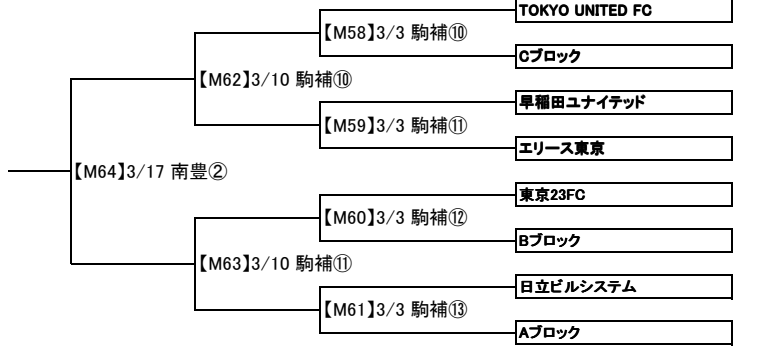 TOKYO UNITED FC
【M58】3/3 駒補⑩
Cブロック
【M62】3/10 駒補⑩
早稲田ユナイテッド
【M59】3/3 駒補⑪
エリース東京
【M64】3/17 南豊②
東京23FC
【M60】3/3 駒補⑫
Bブロック
【M63】3/10 駒補⑪
日立ビルシステム
【M61】3/3 駒補⑬
Aブロック